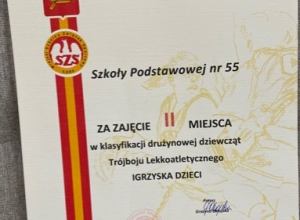 SZS
Szkoły Podstawowej nr 55
ZA ZAJĘCIE II MIEJSCA
w klasyfikacji drużynowej dziewcząt
Trójboju Lekkoatletycznego
IGRZYSKA DZIECI